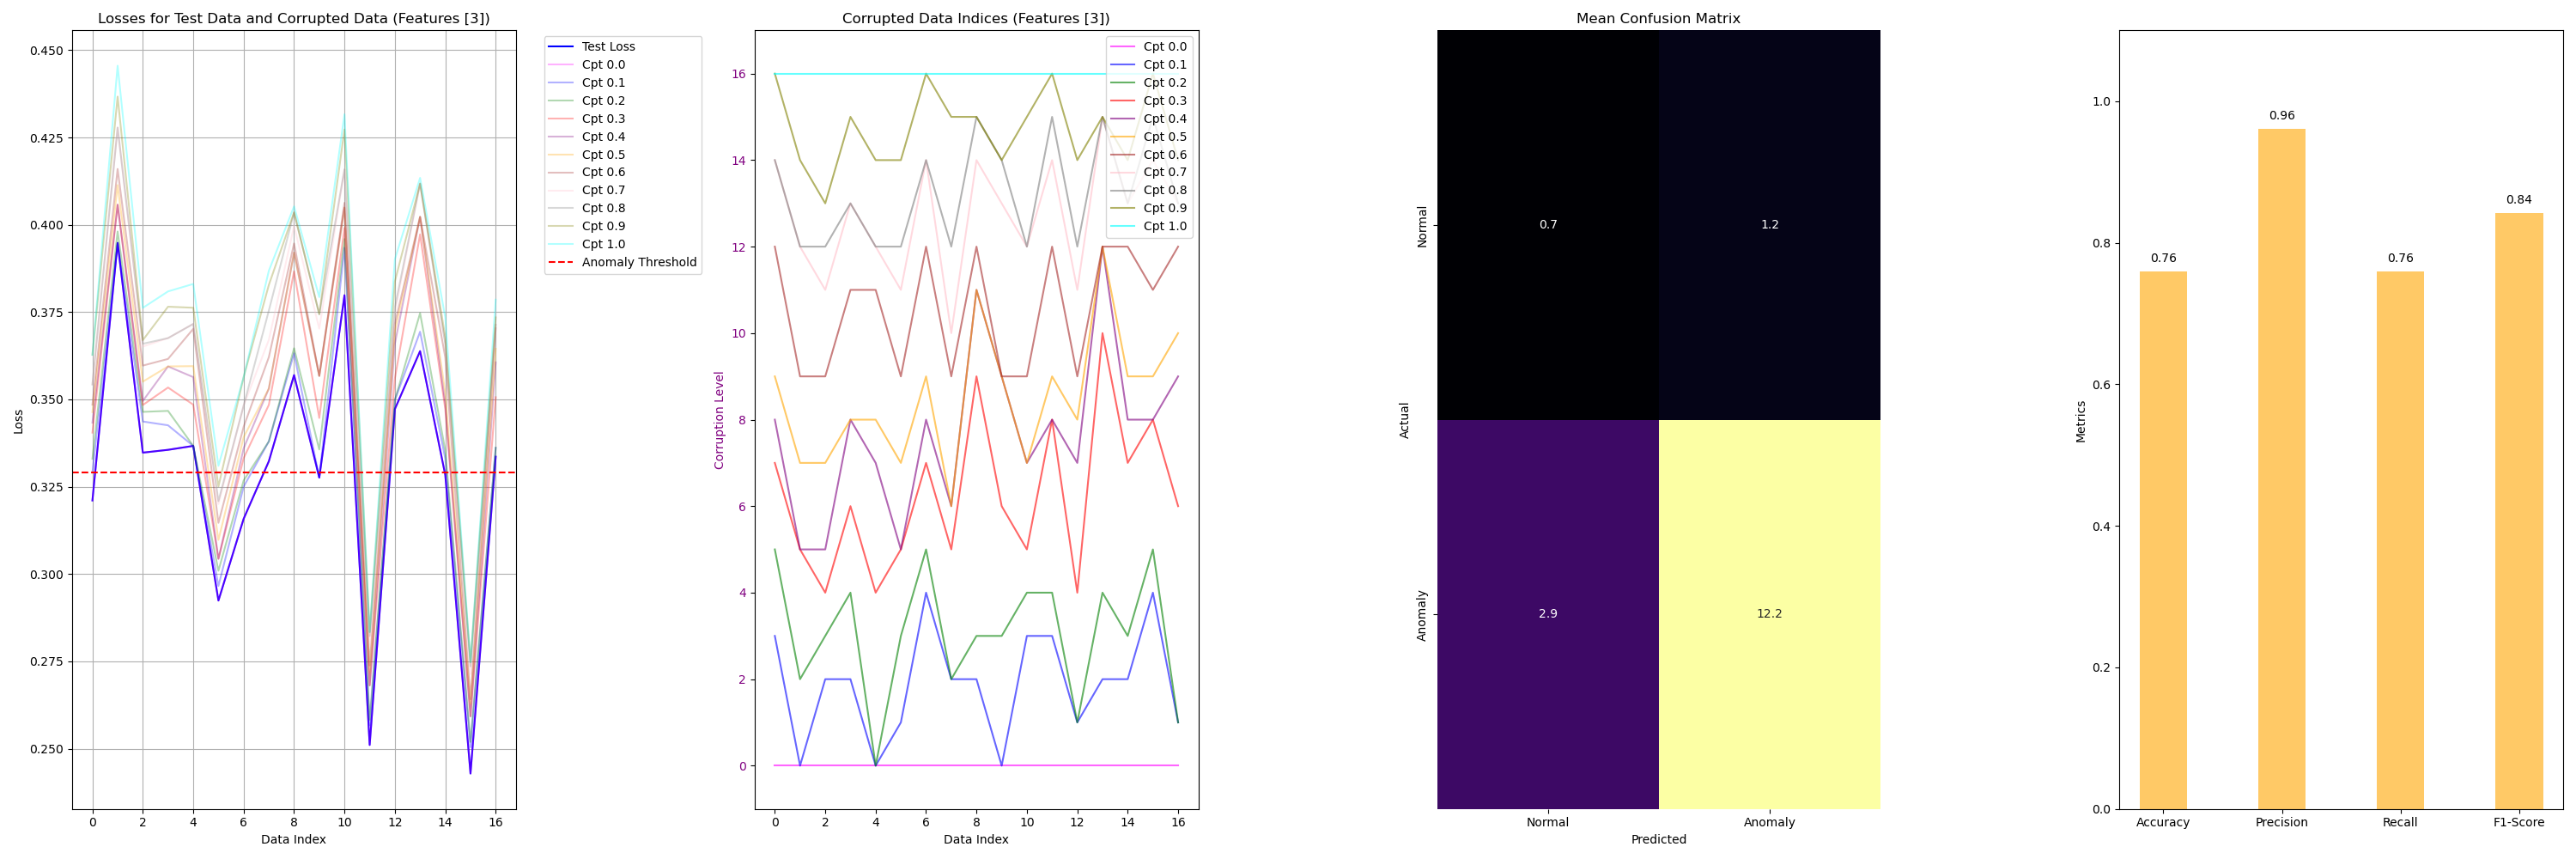 Losses for Test Data and Corrupted Data (Features [3])
0.450
0.425
0.400
0.375
0.350
0.325
0.300
0.275
0.250
Loss
0 2 4 6 8 10 12 14 16
Data Index
Test Loss
Cpt 0.0
Cpt 0.1
Cpt 0.2
Cpt 0.3
Cpt 0.4
Cpt 0.5
Cpt 0.6
Cpt 0.7
Cpt 0.8
Cpt 0.9
Cpt 1.0
Anomaly Threshold
Corrupted Data Indices (Features [3])
16
14
12
10
8
6
4
2
0
Corruption Level
0 2 4 6 8 10 12 14 16
Data Index
Cpt 0.0
Cpt 0.1
Cpt 0.2
Cpt 0.3
Cpt 0.4
Cpt 0.5
Cpt 0.6
Cpt 0.7
Cpt 0.8
Cpt 0.9
Cpt 1.0
Mean Confusion Matrix
Actual
Normal
0.7 1.2
Anomaly
2.9 12.2
Normal Anomaly
Predicted
Metrics
1.0
0.8
0.6
0.4
0.2
0.0
0.76 0.96 0.76 0.84
Accuracy Precision Recall F1-Score